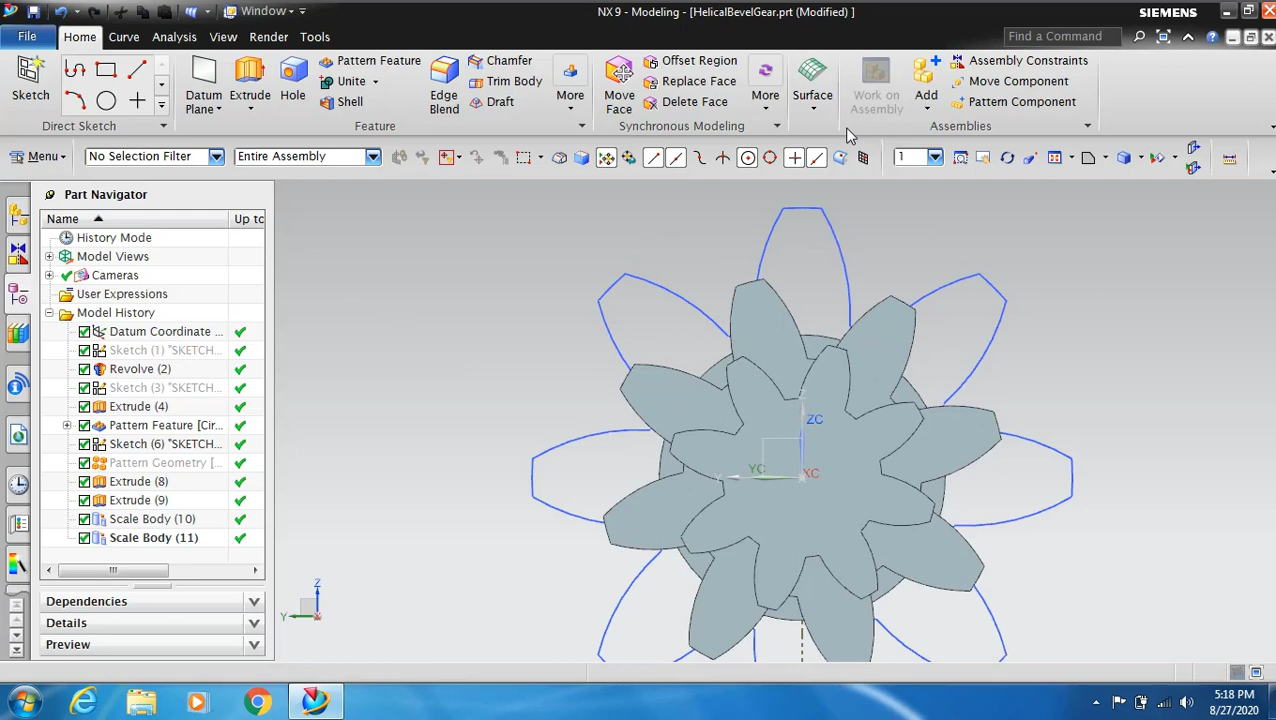 Window
NX 9 - Modeling - [HelicalBevelGear.prt (Modified) ]
SIEMENS
File
Home
Curve
Analysis
View
Render
Tools
Find a Command
Sketch
Direct Sketch
Datum
Plane
Extrude
Hole
Pattern Feature
Unite
Shell
Edge
Blend
Chamfer
Trim Body
Draft
More
Feature
Move
Face
Offset Region
Replace Face
Delete Face
More
Synchronous Modeling
Surface
Work on
Assembly
Add
Assembly Constraints
Move Component
Pattern Component
Assemblies
Menu
No Selection Filter
Entire Assembly
1
Part Navigator
Name
Up to
History Mode
Model Views
Cameras
User Expressions
Model History
Datum Coordinate ...
Sketch (1) "SKETCH...
Revolve (2)
Sketch (3) "SKETCH...
Extrude (4)
Pattern Feature [Cir...
Sketch (6) "SKETCH...
Pattern Geometry [...
Extrude (8)
Extrude (9)
Scale Body (10)
Scale Body (11)
Dependencies
Details
Preview
Z
ZC
YC
XC
Y
Z
Y
X
5:18 PM
8/27/2020